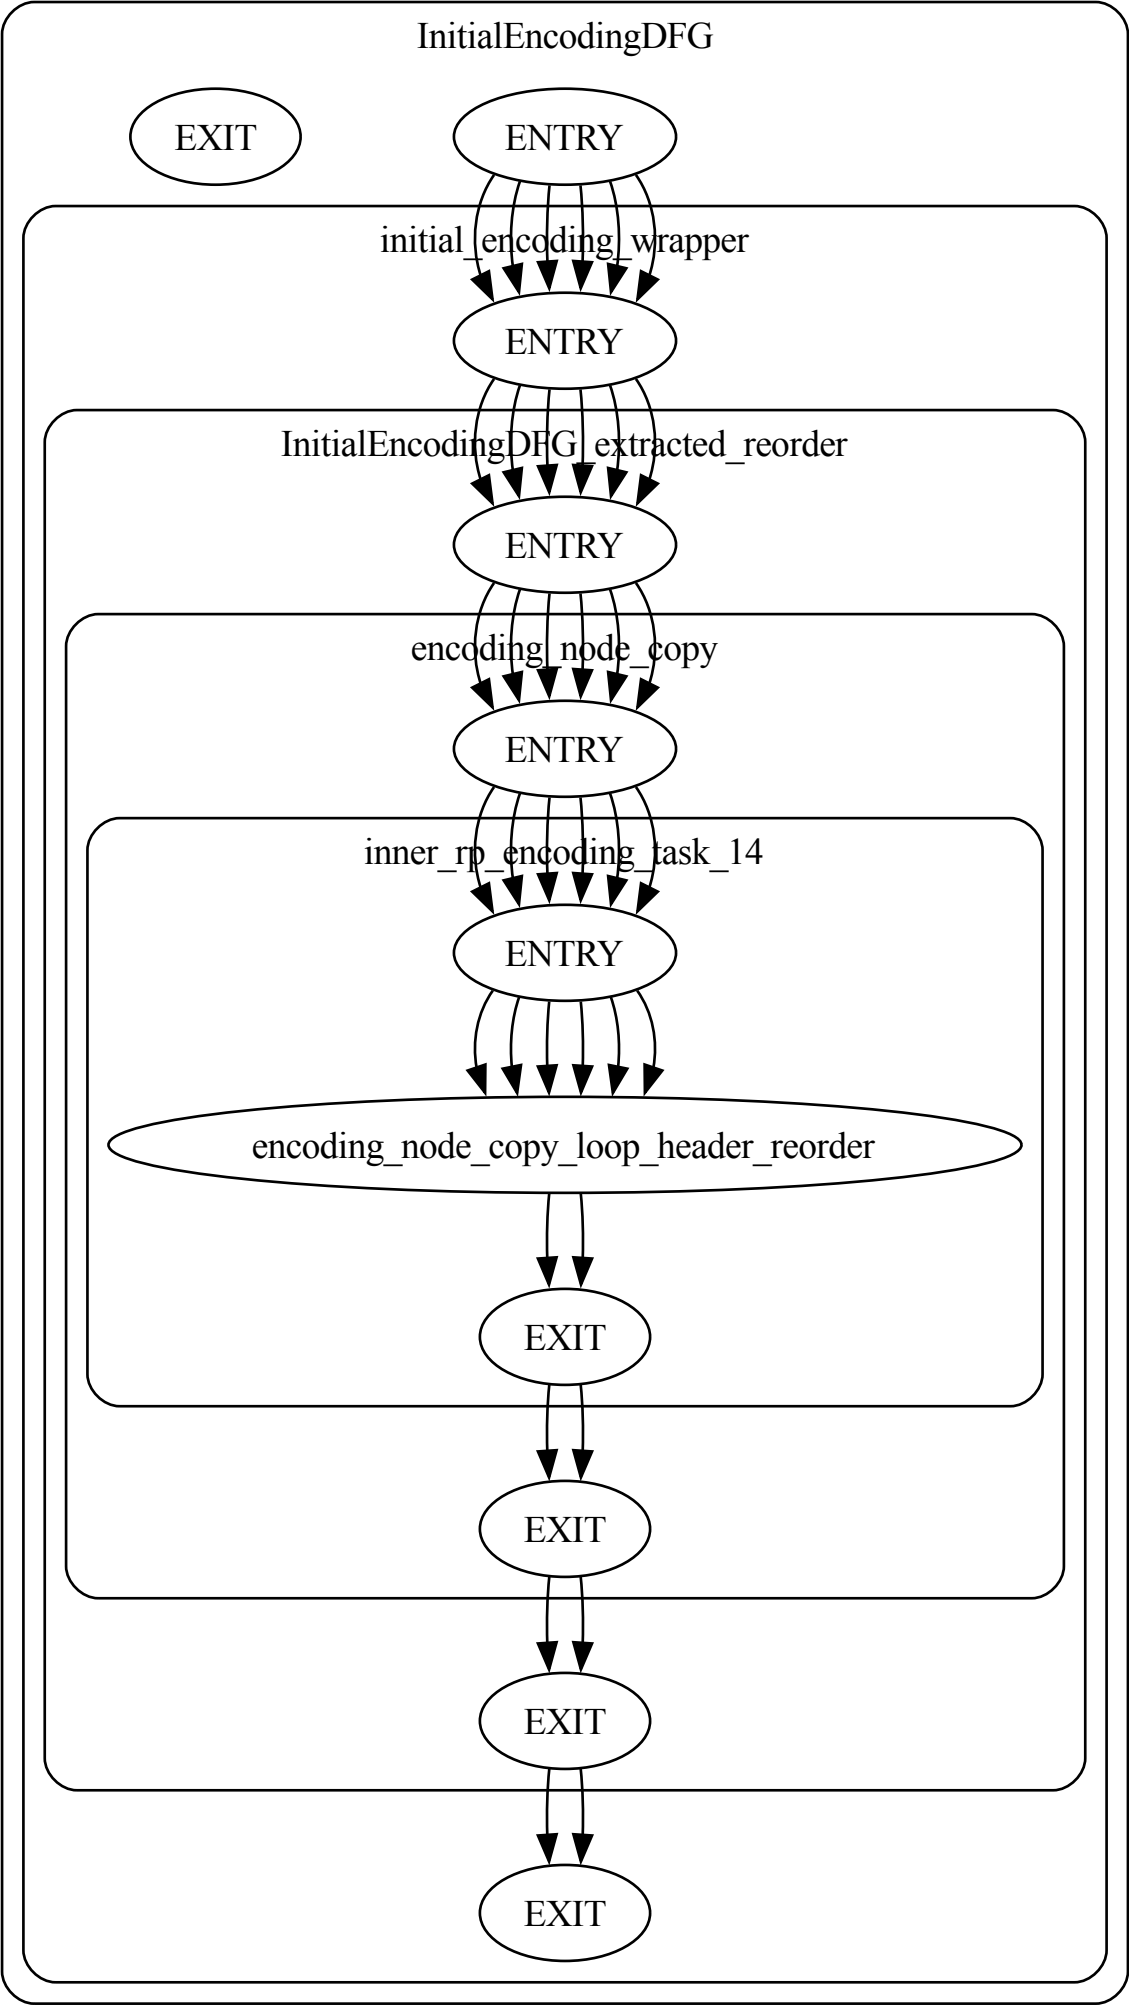 InitialEncodingDFG
EXIT ENTRY
initial_encoding_wrapper
ENTRY
InitialEncodingDFG_extracted_reorder
ENTRY
encoding_node_copy
ENTRY
inner_rp_encoding_task_14
ENTRY
encoding_node_copy_loop_header_reorder
EXIT
EXIT
EXIT
EXIT